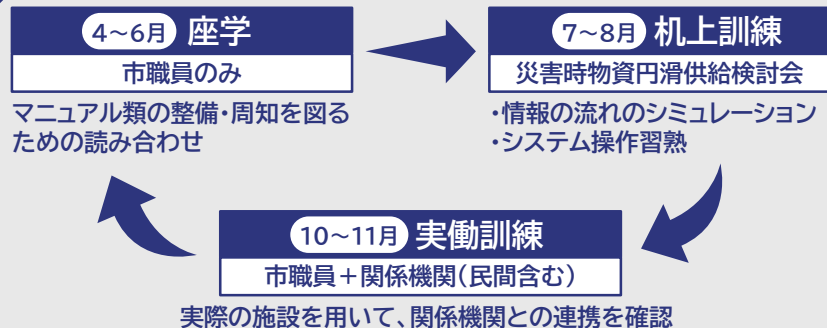 4~6月 座学
市職員のみ
マニュアル類の整備・周知を図る
ための読み合わせ
7~8月 机上訓練
災害時物資円滑供給検討会
・情報の流れのシミュレーション
・システム操作習熟
10~11月 実働訓練
市職員+関係機関(民間含む)
実際の施設を用いて、関係機関との連携を確認